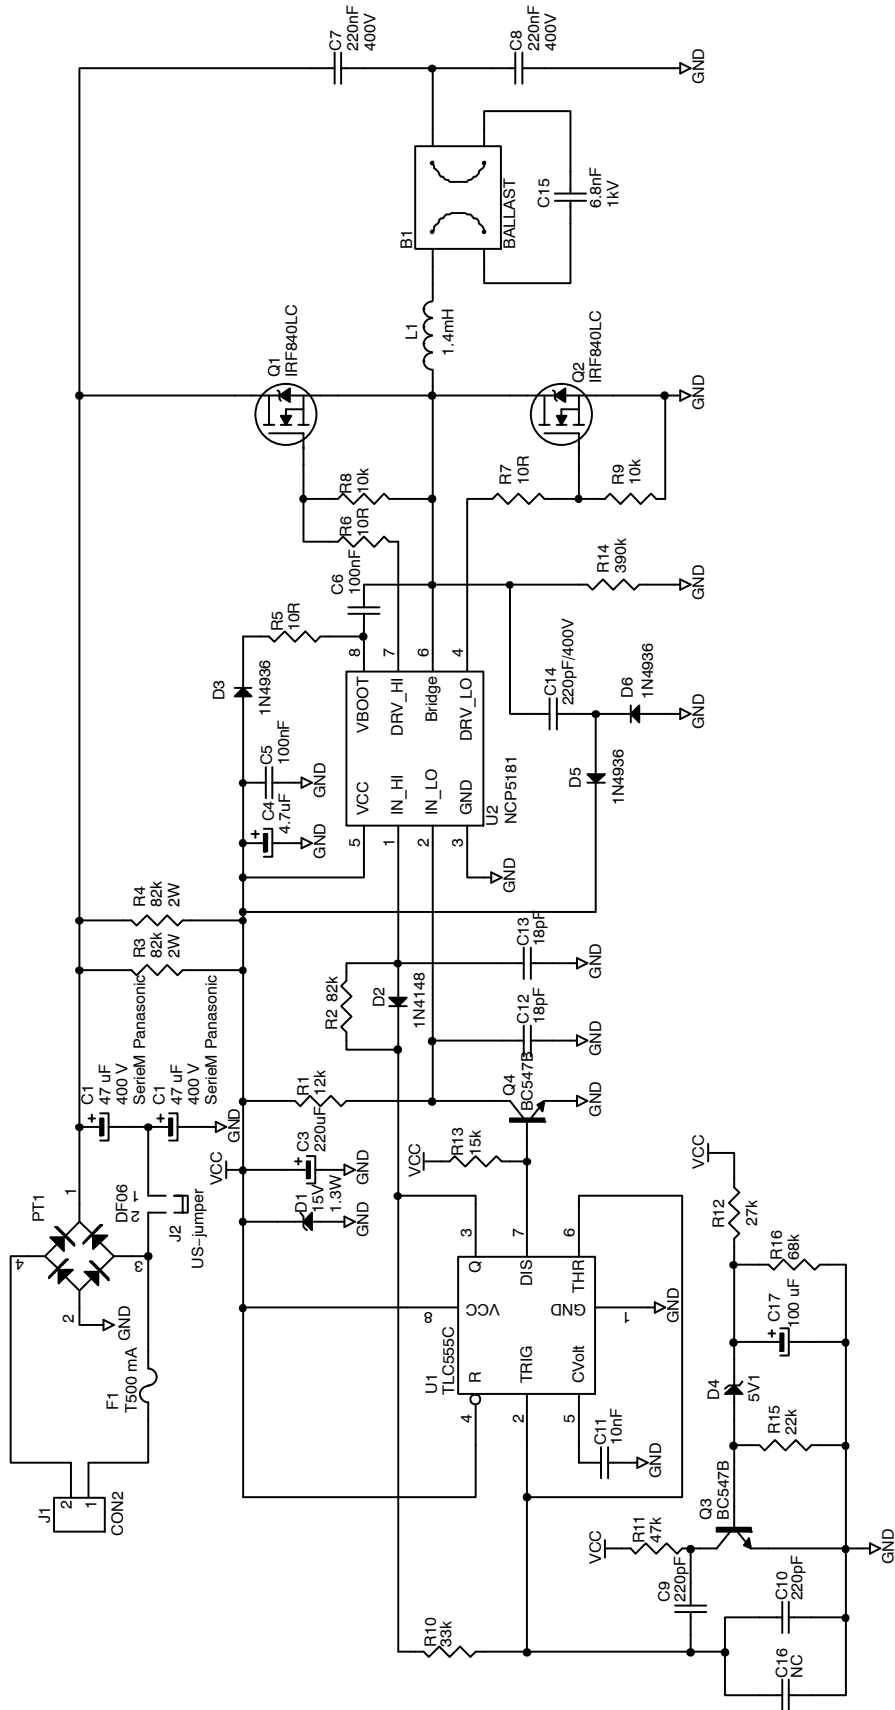 C7
220nF
400V
C8
220nF
400V
GND
B1
BALLAST
C15
6.8nF
1kV
L1
1.4mH
Q1
IRF840LC
Q2
IRF840LC
GND
R8
10k
R6
10R
R7
10R
R9
10k
C6
100nF
R14
390k
GND
R5
10R
D3
1N4936
8
7
6
4
VBOOT
DRV_HI
Bridge
DRV_LO
VCC
IN_HI
IN_LO
GND
5
1
2
3
U2
NCP5181
GND
C14
220pF/400V
D6
1N4936
GND
D5
1N4936
C5
100nF
GND
C4
4.7uF
+
GND
R4
82k
2W
R3
82k
2W
R2 82k
D2
1N4148
C13
18pF
GND
C12
18pF
GND
C1
47 uF
400 V
SerieM Panasonic
+
C1
47 uF
400 V
SerieM Panasonic
+
GND
R1
12k
Q4
BC547B
GND
VCC
C3
220uF
+
GND
D1
15V
1.3W
GND
VCC
R13
15k
PT1
DF06
1
4
3
2
GND
1
2
J2
US-jumper
F1
T500 mA
J1
2
1
CON2
3
7
6
Q
DIS
THR
8
VCC
GND
1
GND
R
TRIG
CVolt
4
2
5
U1
TLC555C
C11
10nF
GND
VCC
R12
27k
R16
68k
C17
100 uF
+
D4
5V1
R15
22k
Q3
BC547B
VCC
R11
47k
GND
C9
220pF
C10
220pF
C16
NC
R10
33k